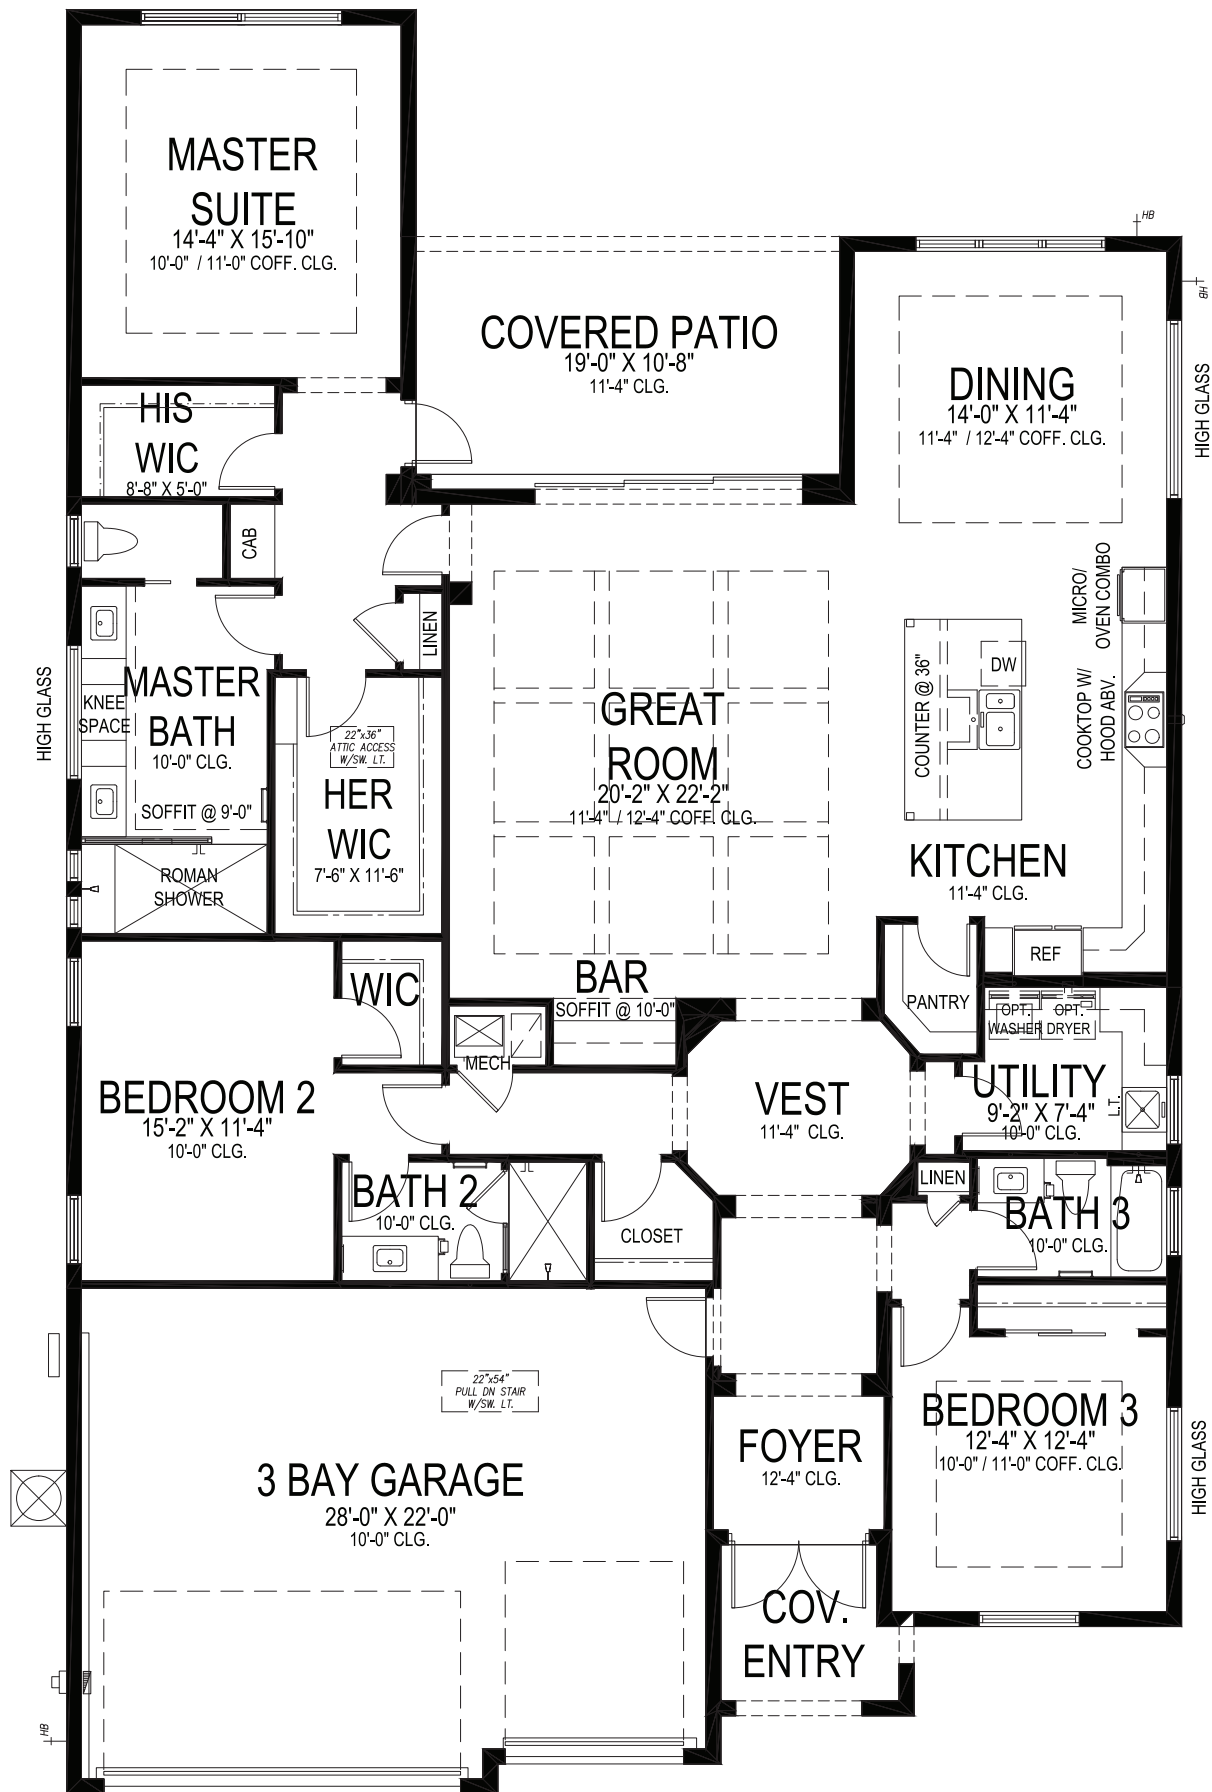 MASTER
SUITE
14'-4" X 15'-10"
10'-0" / 11'-0" COFF. CLG.
HB
HB
COVERED PATIO
19'-0" X 10'-8"
11'-4" CLG.
DINING
14'-0" X 11'-4"
11'-4" / 12'-4" COFF. CLG.
HIGH GLASS
HIS
WIC
8'-8" X 5'-0"
CAB
LINEN
MICRO/
OVEN COMBO
HIGH GLASS
KNEE
SPACE
MASTER
BATH
10'-0" CLG.
SOFFIT @ 9'-0"
22"x36"
ATTIC ACCESS
W/SW. LT.
HER
WIC
7'-6" X 11'-6"
GREAT
ROOM
20'-2" X 22'-2"
11'-4" / 12'-4" COFF. CLG.
COUNTER @ 36"
DW
COOKTOP W/
HOOD ABV.
KITCHEN
11'-4" CLG.
ROMAN
SHOWER
WIC
BAR
SOFFIT @ 10'-0"
REF
PANTRY
OPT.
WASHER
OPT.
DRYER
MECH
BEDROOM 2
15'-2" X 11'-4"
10'-0" CLG.
VEST
11'-4" CLG.
UTILITY
9'-2" X 7'-4"
10'-0" CLG.
L.T.
LINEN
BATH 2
10'-0" CLG.
BATH 3
10'-0" CLG.
CLOSET
22"x54"
PULL DN STAIR
W/SW. LT.
BEDROOM 3
12'-4" X 12'-4"
10'-0" / 11'-0" COFF. CLG.
HIGH GLASS
FOYER
12'-4" CLG.
3 BAY GARAGE
28'-0" X 22'-0"
10'-0" CLG.
COV.
ENTRY
HB